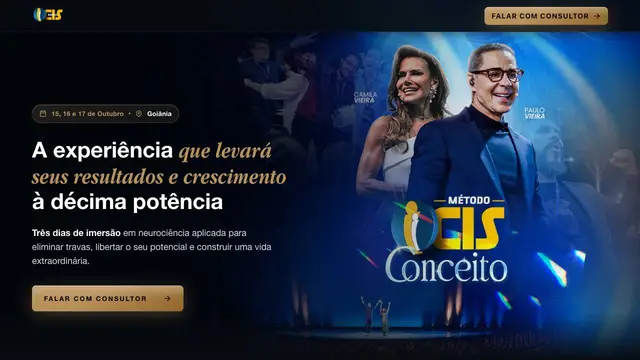 CIS
FALAR COM CONSULTOR →
CAMILA
VIEIRA
PAULO
VIEIRA
15, 16 e 17 de Outubro • Goiânia
A experiência que levará
seus resultados e crescimento
à décima potência
Três dias de imersão em neurociência aplicada para
eliminar travas, libertar o seu potencial e construir uma vida
extraordinária.
FALAR COM CONSULTOR →
MÉTODO
CIS
Conceito